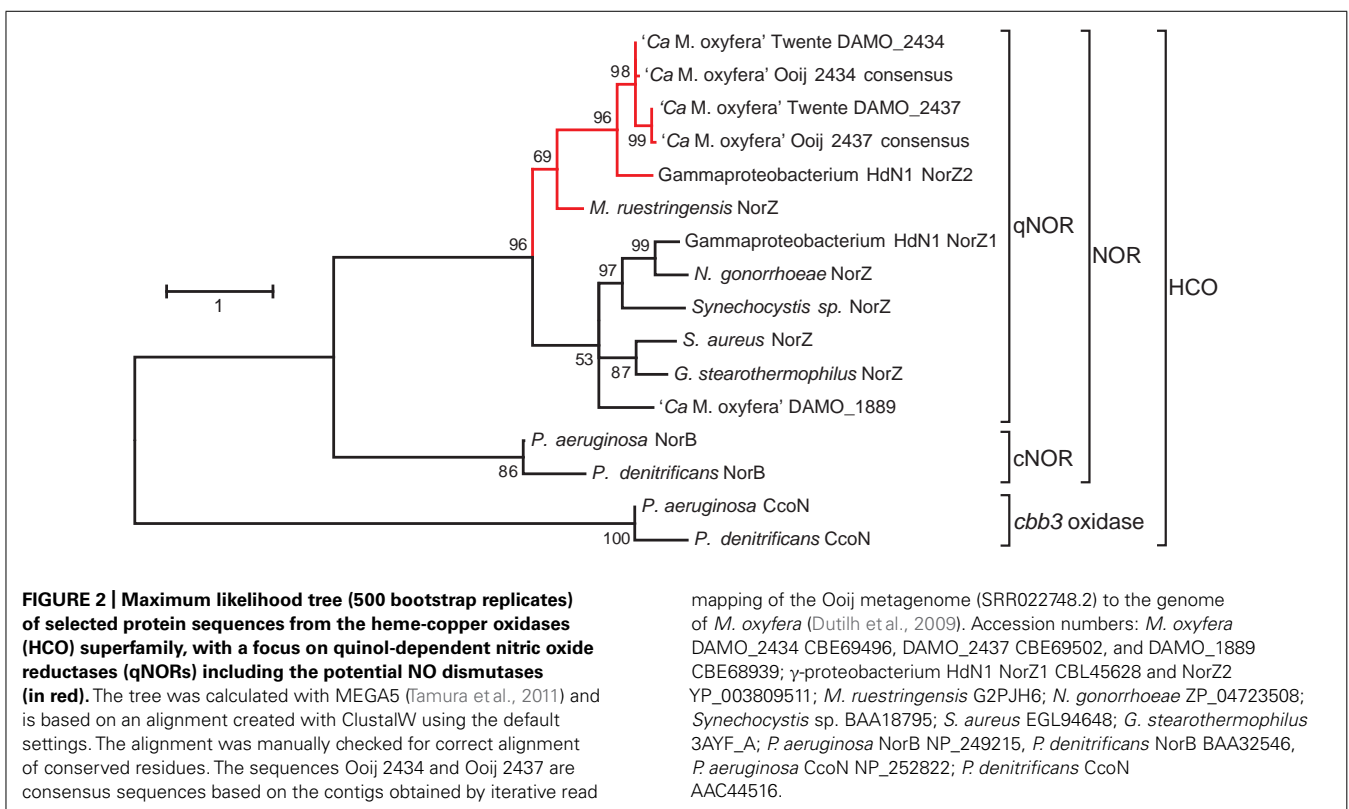 'Ca M. oxyfera' Twente DAMO_2434
98
'Ca M. oxyfera' Ooij 2434 consensus
'Ca M. oxyfera' Twente DAMO_2437
96
99
'Ca M. oxyfera' Ooij 2437 consensus
69
Gammaproteobacterium HdN1 NorZ2
M. ruestringensis NorZ
qNOR
96
99
Gammaproteobacterium HdN1 NorZ1
NOR
97
N. gonorrhoeae NorZ
HCO
1
Synechocystis sp. NorZ
S. aureus NorZ
53
87
G. stearothermophilus NorZ
'Ca M. oxyfera' DAMO_1889
P. aeruginosa NorB
cNOR
86
P. denitrificans NorB
P. aeruginosa CcoN
cbb3 oxidase
100
P. denitrificans CcoN
FIGURE 2 | Maximum likelihood tree (500 bootstrap replicates)
of selected protein sequences from the heme-copper oxidases
(HCO) superfamily, with a focus on quinol-dependent nitric oxide
reductases (qNORs) including the potential NO dismutases
(in red). The tree was calculated with MEGA5 (Tamura et al., 2011) and
is based on an alignment created with ClustalW using the default
settings. The alignment was manually checked for correct alignment
of conserved residues. The sequences Ooij 2434 and Ooij 2437 are
consensus sequences based on the contigs obtained by iterative read
mapping of the Ooij metagenome (SRR022748.2) to the genome
of M. oxyfera (Dutilh et al., 2009). Accession numbers: M. oxyfera
DAMO_2434 CBE69496, DAMO_2437 CBE69502, and DAMO_1889
CBE68939; γ-proteobacterium HdN1 NorZ1 CBL45628 and NorZ2
YP_003809511; M. ruestringensis G2PJH6; N. gonorrhoeae ZP_04723508;
Synechocystis sp. BAA18795; S. aureus EGL94648; G. stearothermophilus
3AYF_A; P. aeruginosa NorB NP_249215, P. denitrificans NorB BAA32546,
P. aeruginosa CcoN NP_252822; P. denitrificans CcoN
AAC44516.